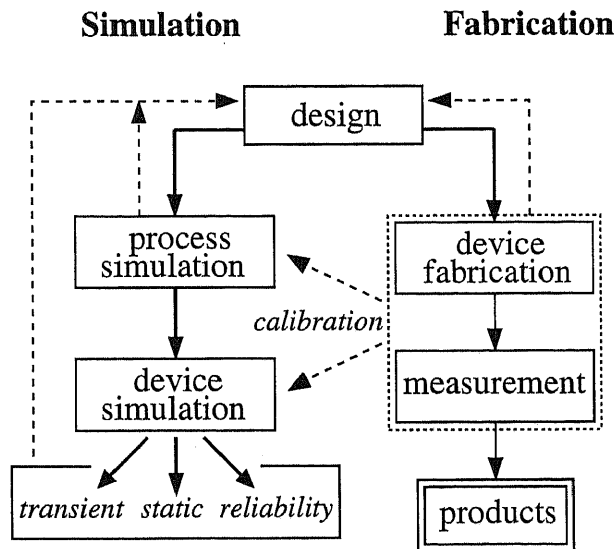 Simulation
Fabrication
design
process
simulation
device
fabrication
calibration
device
simulation
measurement
transient static reliability
products